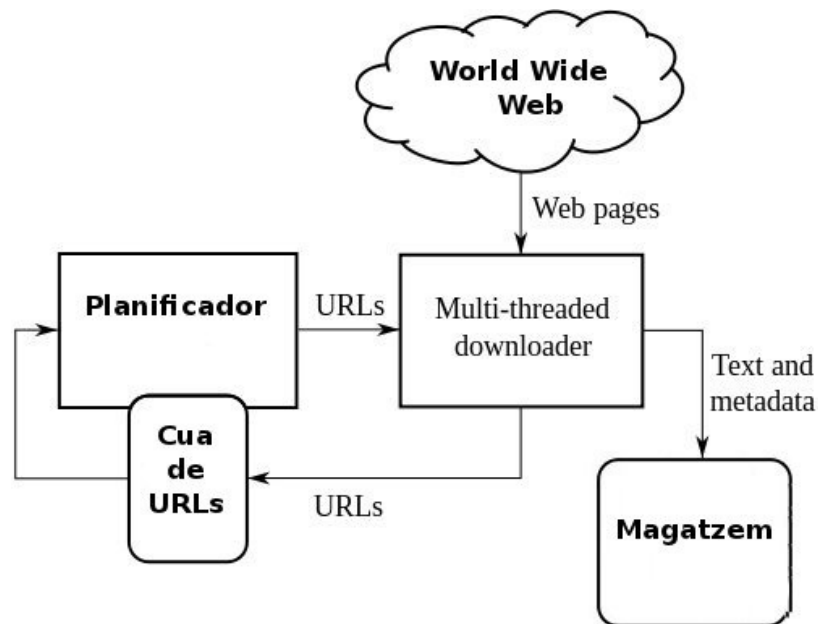 World Wide
Web
Web pages
Planificador
URLs
Multi-threaded
downloader
Text and
metadata
Cua
de
URLs
URLs
Magatzem